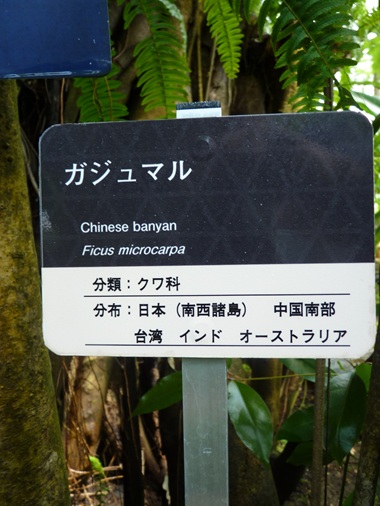 ガジュマル
Chinese banyan
Ficus microcarpa
分類：クワ科
分布：日本（南西諸島）　中国南部
台湾　インド　オーストラリア